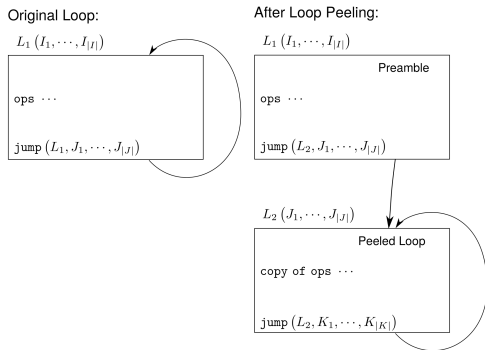 Original Loop:
L₁ (I₁, ⋯, I|I|)
ops ⋯
jump (L₁, J₁, ⋯, J|J|)
After Loop Peeling:
L₁ (I₁, ⋯, I|I|)
Preamble
ops ⋯
jump (L₂, J₁, ⋯, J|J|)
L₂ (J₁, ⋯, J|J|)
Peeled Loop
copy of ops ⋯
jump (L₂, K₁, ⋯, K|K|)